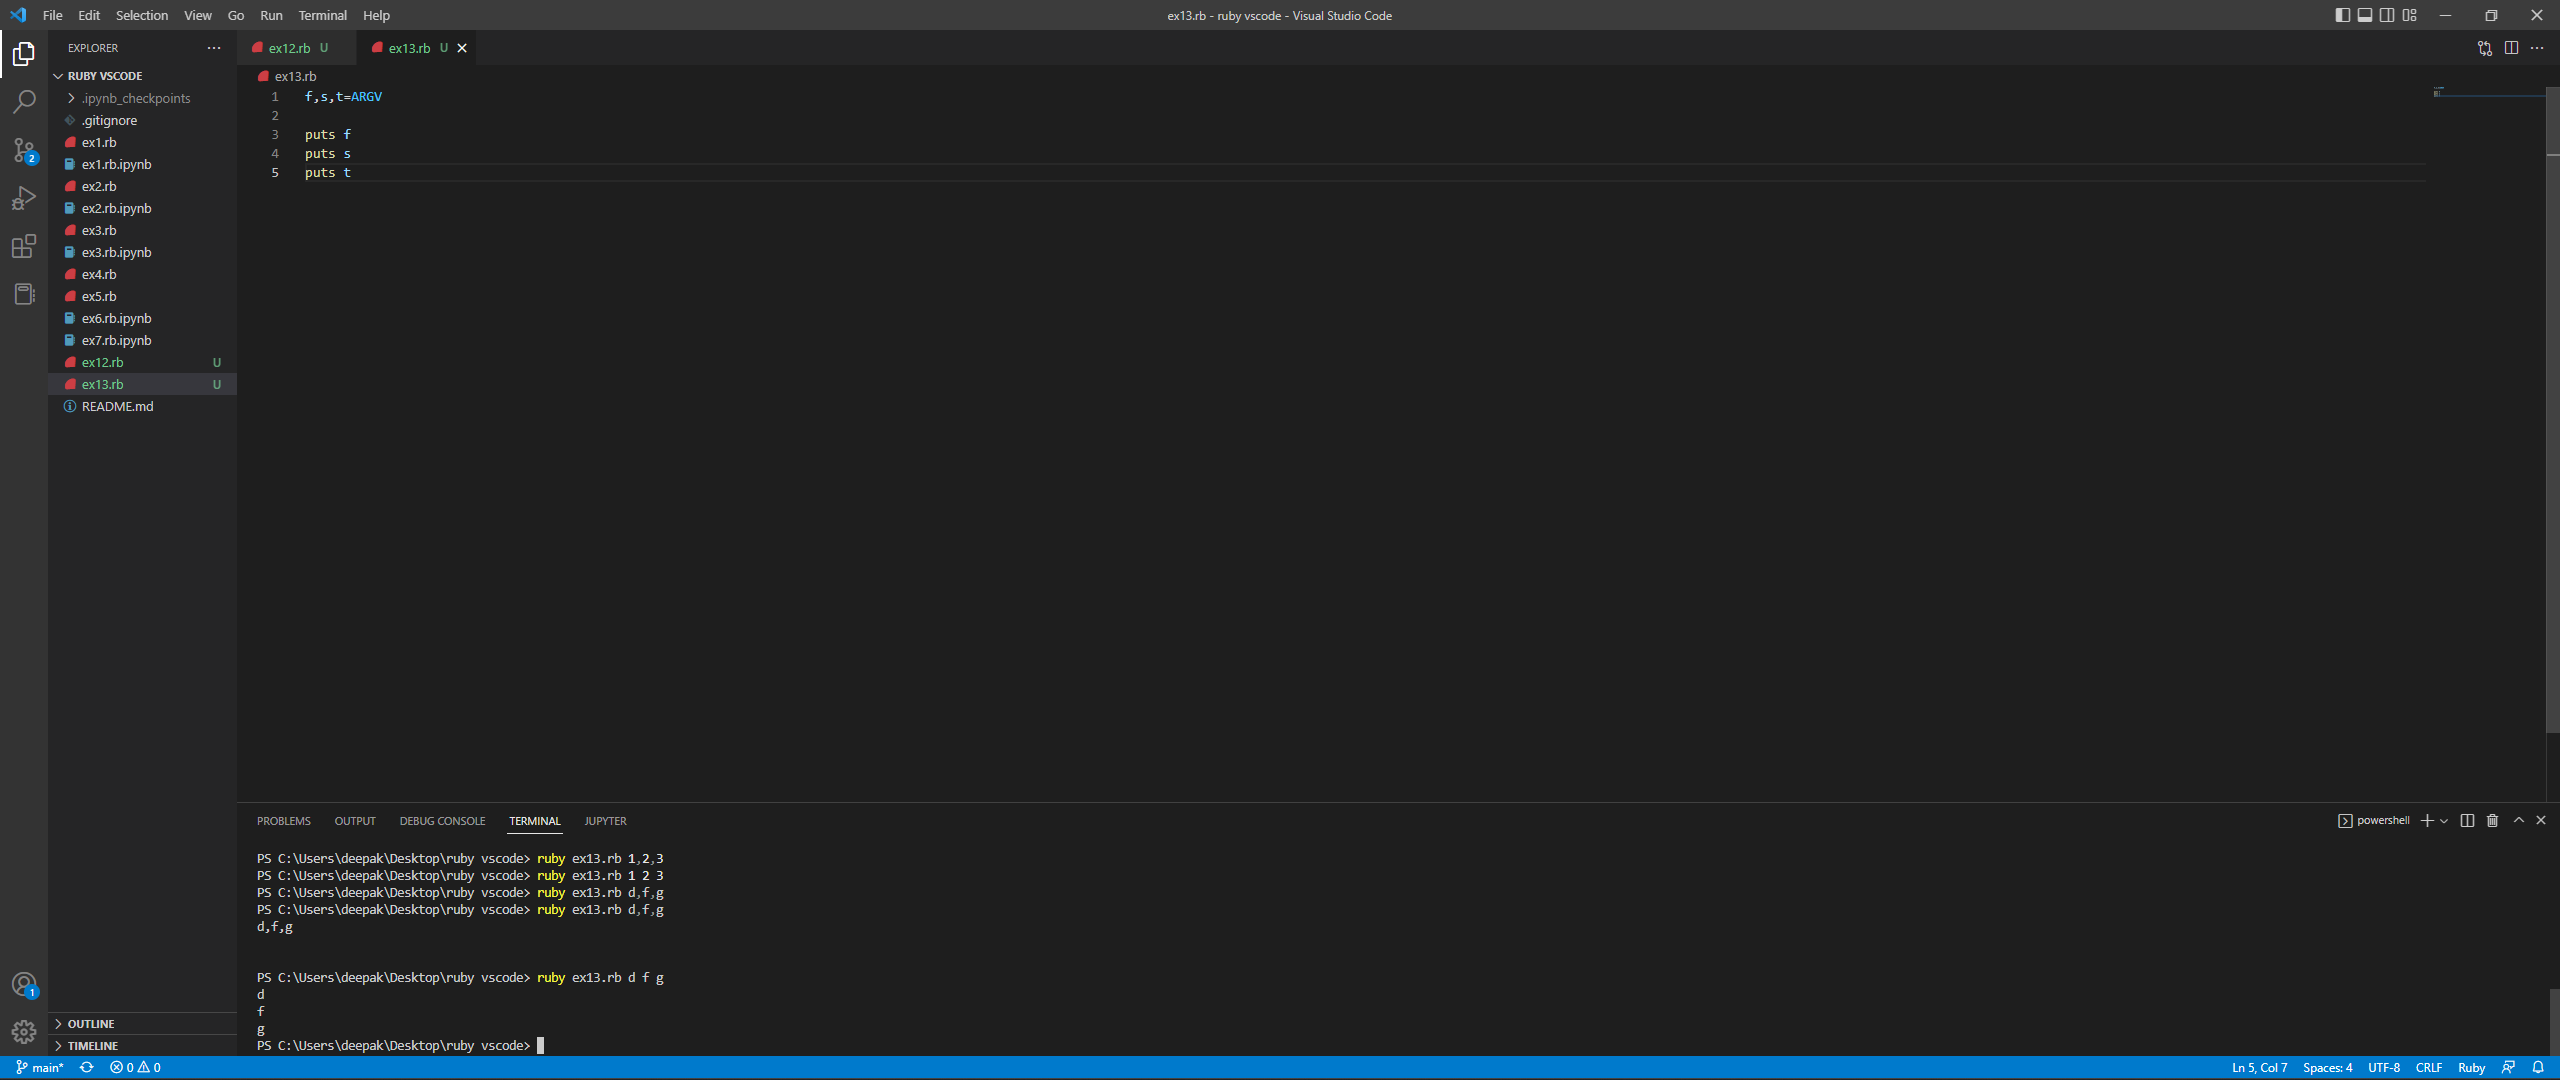 File Edit Selection View Go Run Terminal Help
ex13.rb - ruby vscode - Visual Studio Code
EXPLORER
RUBY VSCODE
.ipynb_checkpoints
.gitignore
ex1.rb
ex1.rb.ipynb
ex2.rb
ex2.rb.ipynb
ex3.rb
ex3.rb.ipynb
ex4.rb
ex5.rb
ex6.rb.ipynb
ex7.rb.ipynb
ex12.rb U
ex13.rb U
README.md
OUTLINE
TIMELINE
ex12.rb U ex13.rb U
ex13.rb
1 f,s,t=ARGV
2
3 puts f
4 puts s
5 puts t
PROBLEMS OUTPUT DEBUG CONSOLE TERMINAL JUPYTER
powershell
PS C:\Users\deepak\Desktop\ruby vscode> ruby ex13.rb 1,2,3
PS C:\Users\deepak\Desktop\ruby vscode> ruby ex13.rb 1 2 3
PS C:\Users\deepak\Desktop\ruby vscode> ruby ex13.rb d,f,g
PS C:\Users\deepak\Desktop\ruby vscode> ruby ex13.rb d,f,g
d,f,g
PS C:\Users\deepak\Desktop\ruby vscode> ruby ex13.rb d f g
d
f
g
PS C:\Users\deepak\Desktop\ruby vscode>
2
1
main* 0 0
Ln 5, Col 7 Spaces: 4 UTF-8 CRLF Ruby